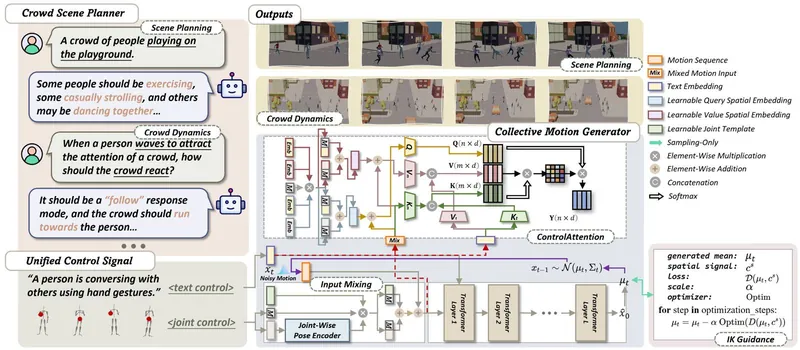 Crowd Scene Planner
Scene Planning
A crowd of people playing on
the playground.
Some people should be exercising,
some casually strolling, and others
may be dancing together…
Crowd Dynamics
When a person waves to attract
the attention of a crowd, how
should the crowd react?
It should be a "follow" response
mode, and the crowd should run
towards the person…
Unified Control Signal
"A person is conversing with
others using hand gestures."
<text control>
<joint control>
Outputs
Scene Planning
Crowd Dynamics
Collective Motion Generator
Emb
Emb
Emb
Emb
M
M
M
M
Q
V
K
V
K
Q(n × d)
V(m × d)
K(m × d)
Y(n × d)
ControlAttention
Mix
x_t
Noisy Motion
Input Mixing
Joint-Wise
Pose Encoder
M
M
x_{t−1} ∼ N(μ_t, Σ_t)
μ_t
x̂_0
Transformer
Layer 1
Transformer
Layer 2
Transformer
Layer L
Motion Sequence
Mix
Mixed Motion Input
Text Embedding
Learnable Query Spatial Embedding
Learnable Value Spatial Embedding
Learnable Joint Template
Sampling-Only
Element-Wise Multiplication
Element-Wise Addition
Concatenation
Softmax
generated mean: μ_t
spatial signal: c^s
Loss: D(μ_t, c^s)
scale: α
optimizer: Optim
for step in optimization_steps:
μ_t = μ_t − α Optim(D(μ_t, c^s))
IK Guidance